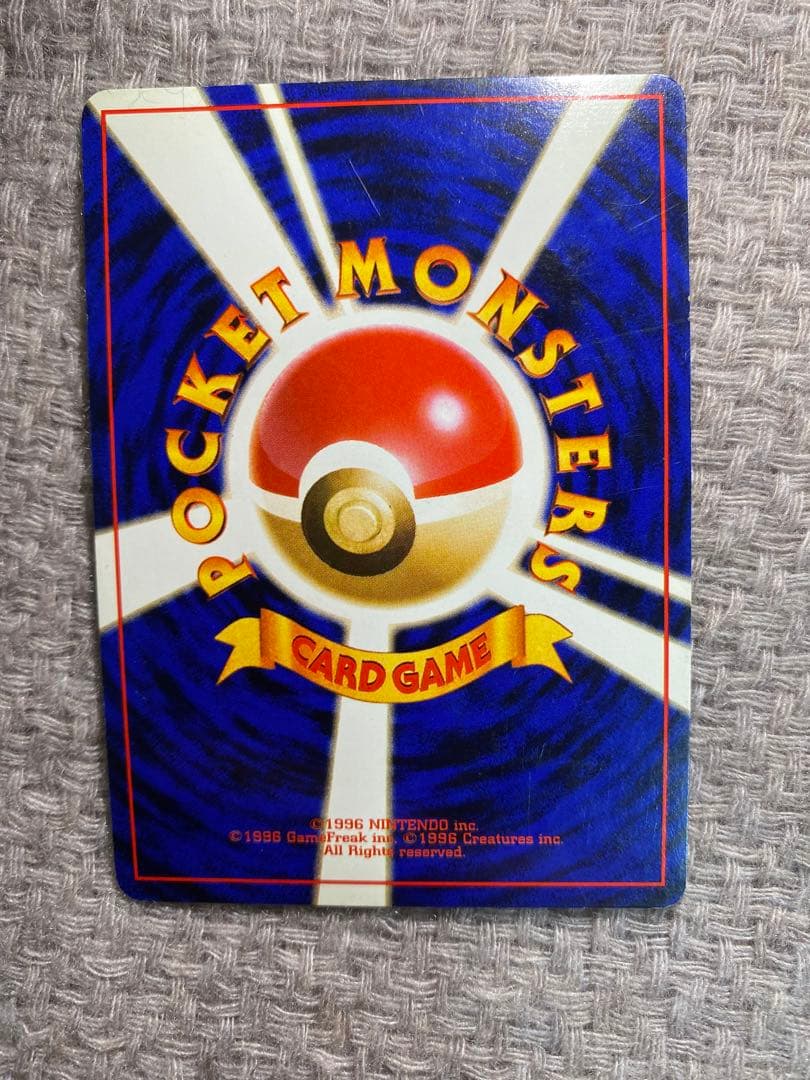 POCKET MONSTERS
CARD GAME
©1996 NINTENDO inc.
©1996 GameFreak inc. ©1996 Creatures inc.
All Rights reserved.